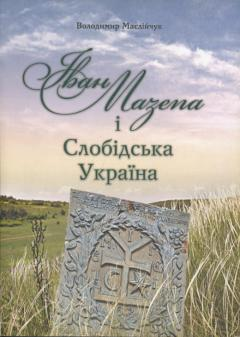 Володимир Маслійчук
Іван
Мазепа
і
Слобідська
Україна